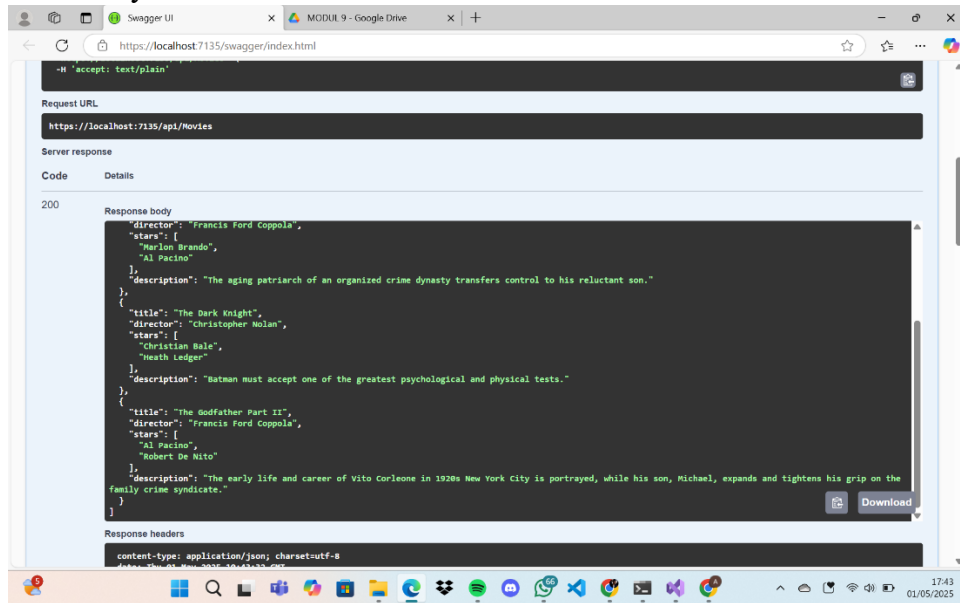 Swagger UI
MODUL 9 - Google Drive
https://localhost:7135/swagger/index.html
-H 'accept: text/plain'
Request URL
https://localhost:7135/api/Movies
Server response
Code Details
200
Response body
"director": "Francis Ford Coppola",
"stars": [
"Marlon Brando",
"Al Pacino"
],
"description": "The aging patriarch of an organized crime dynasty transfers control to his reluctant son."
},
{
"title": "The Dark Knight",
"director": "Christopher Nolan",
"stars": [
"Christian Bale",
"Heath Ledger"
],
"description": "Batman must accept one of the greatest psychological and physical tests."
},
{
"title": "The Godfather Part II",
"director": "Francis Ford Coppola",
"stars": [
"Al Pacino",
"Robert De Nito"
],
"description": "The early life and career of Vito Corleone in 1920s New York City is portrayed, while his son, Michael, expands and tightens his grip on the
family crime syndicate."
}
]
Download
Response headers
content-type: application/json; charset=utf-8
5
66
17:43
01/05/2025